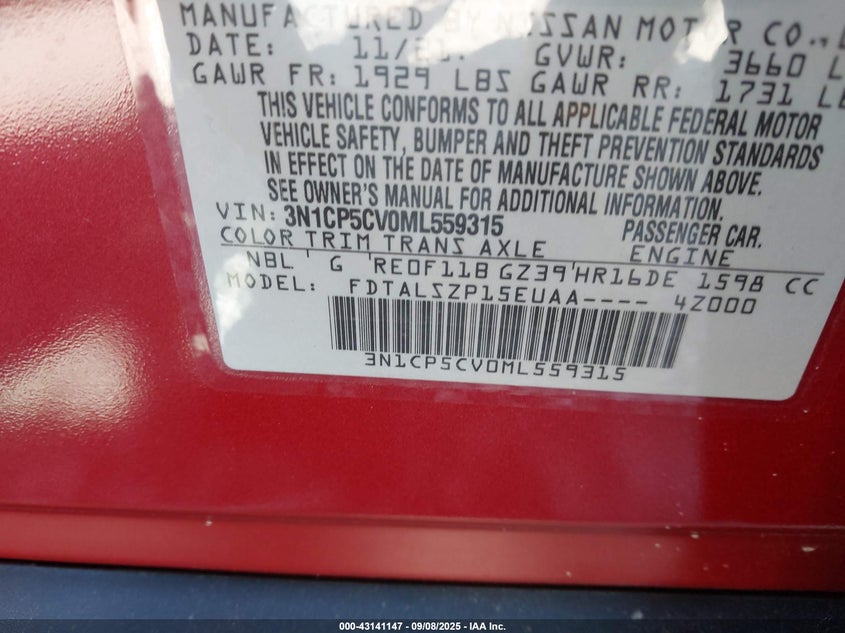 MANUFACTURED BY NISSAN MOTOR CO.,
DATE: 11/21. GVWR: 3660 L
GAWR FR: 1929 LBS GAWR RR: 1731 LB
THIS VEHICLE CONFORMS TO ALL APPLICABLE FEDERAL MOTOR
VEHICLE SAFETY, BUMPER AND THEFT PREVENTION STANDARDS
IN EFFECT ON THE DATE OF MANUFACTURE SHOWN ABOVE.
SEE OWNER'S MANUAL FOR ADDITIONAL INFORMATION.
VIN: 3N1CP5CV0ML559315 PASSENGER CAR.
COLOR TRIM TRANS AXLE ENGINE
NBL G RE0F11B GZ39 HR16DE 1598 CC
MODEL: FDTALSZP15EUAA---- 4Z000
3N1CP5CV0ML559315
000-43141147 - 09/08/2025 - IAA Inc.